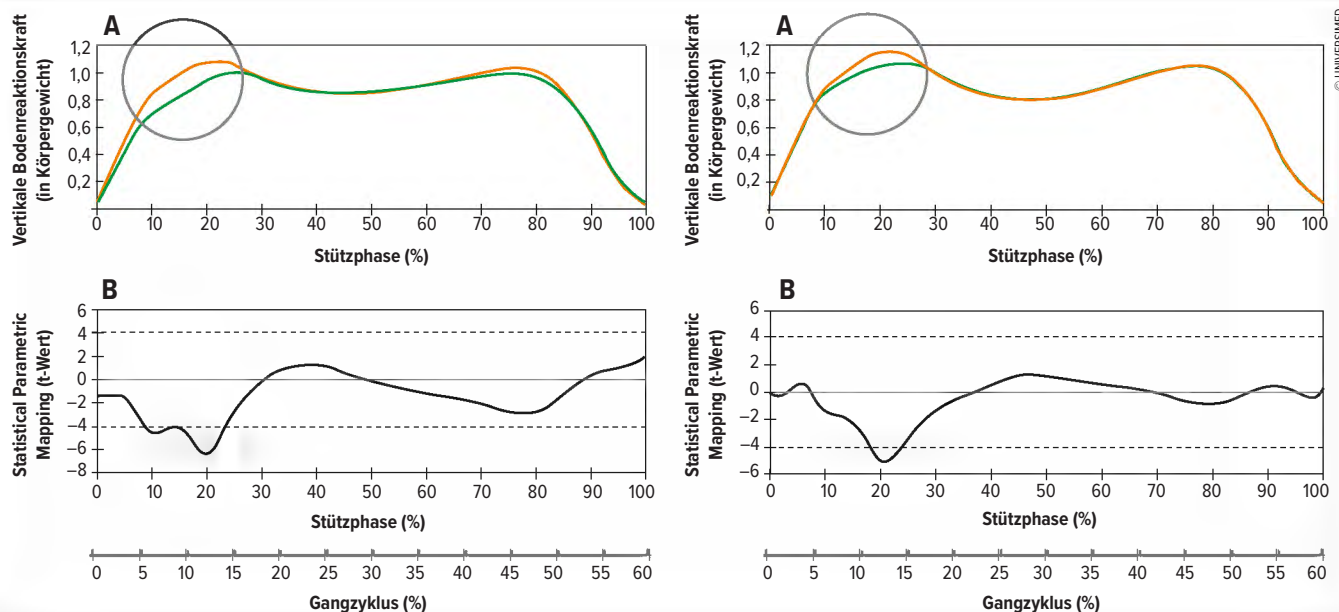 A
Vertikale Bodenreaktionskraft
(in Körpergewicht)
1,2
1,0
0,8
0,6
0,4
0,2
0 10 20 30 40 50 60 70 80 90 100
Stützphase (%)
B
Statistical Parametric
Mapping (t-Wert)
6
4
2
0
–2
–4
–6
–8
0 10 20 30 40 50 60 70 80 90 100
Stützphase (%)
0 5 10 15 20 25 30 35 40 45 50 55 60
Gangzyklus (%)
A
Vertikale Bodenreaktionskraft
(in Körpergewicht)
1,2
1,0
0,8
0,6
0,4
0,2
0 10 20 30 40 50 60 70 80 90 100
Stützphase (%)
B
Statistical Parametric
Mapping (t-Wert)
6
4
2
0
–2
–4
–6
0 10 20 30 40 50 60 70 80 90 100
Stützphase (%)
0 5 10 15 20 25 30 35 40 45 50 55 60
Gangzyklus (%)
© UNIVERSIMED